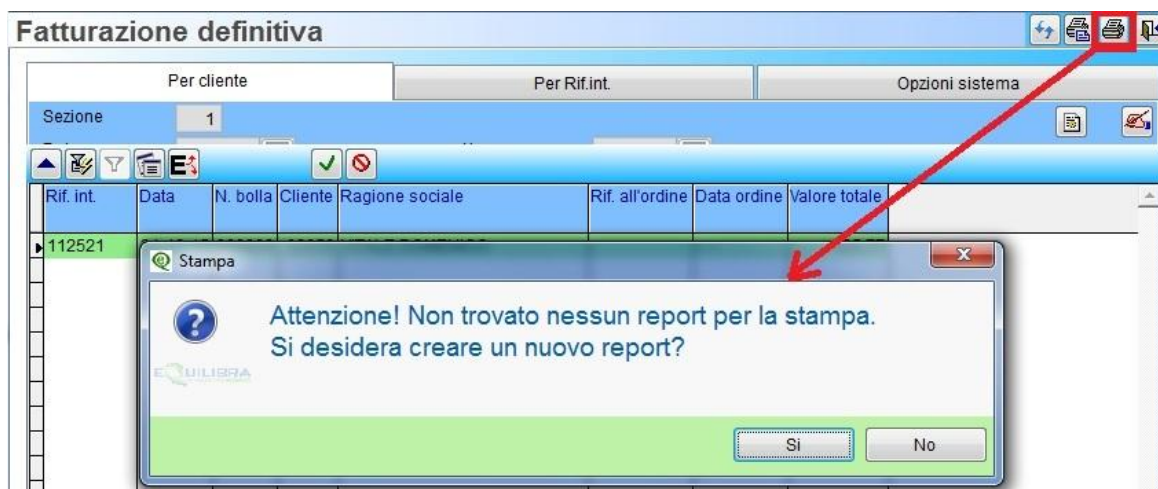 Fatturazione definitiva
Per cliente
Per Rif.int.
Opzioni sistema
Sezione 1
E
Rif. int. Data N. bolla Cliente Ragione sociale Rif. all'ordine Data ordine Valore totale
112521
Stampa
Attenzione! Non trovato nessun report per la stampa.
Si desidera creare un nuovo report?
EQUILIBRA
Si
No